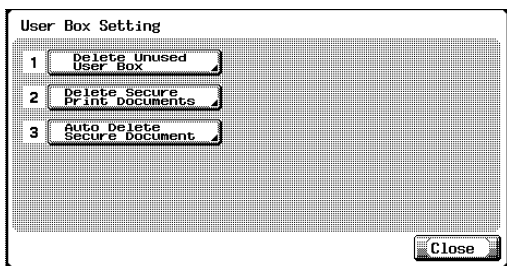 User Box Setting
1 Delete Unused
User Box
2 Delete Secure
Print Documents
3 Auto Delete
Secure Document
Close